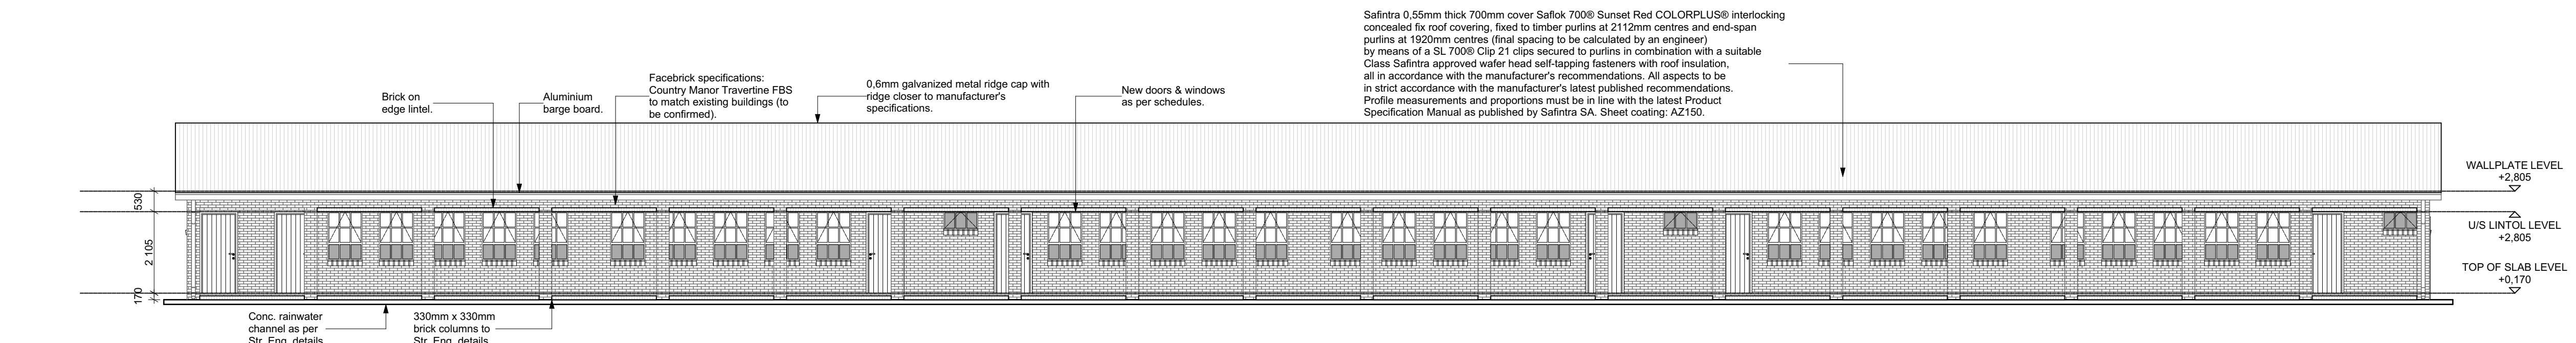 Safintra 0,55mm thick 700mm cover Saflok 700® Sunset Red COLORPLUS® interlocking
concealed fix roof covering, fixed to timber purlins at 2112mm centres and end-span
purlins at 1920mm centres (final spacing to be calculated by an engineer)
by means of a SL 700® Clip 21 clips secured to purlins in combination with a suitable
Class Safintra approved wafer head self-tapping fasteners with roof insulation,
all in accordance with the manufacturer's recommendations. All aspects to be
in strict accordance with the manufacturer's latest published recommendations.
Profile measurements and proportions must be in line with the latest Product
Specification Manual as published by Safintra SA. Sheet coating: AZ150.
Brick on
edge lintel.
Aluminium
barge board.
Facebrick specifications:
Country Manor Travertine FBS
to match existing buildings (to
be confirmed).
0,6mm galvanized metal ridge cap with
ridge closer to manufacturer's
specifications.
New doors & windows
as per schedules.
WALLPLATE LEVEL
+2,805
U/S LINTOL LEVEL
+2,805
TOP OF SLAB LEVEL
+0,170
530
2 105
170
Conc. rainwater
channel as per
Str. Eng. details
330mm x 330mm
brick columns to
Str. Eng. details